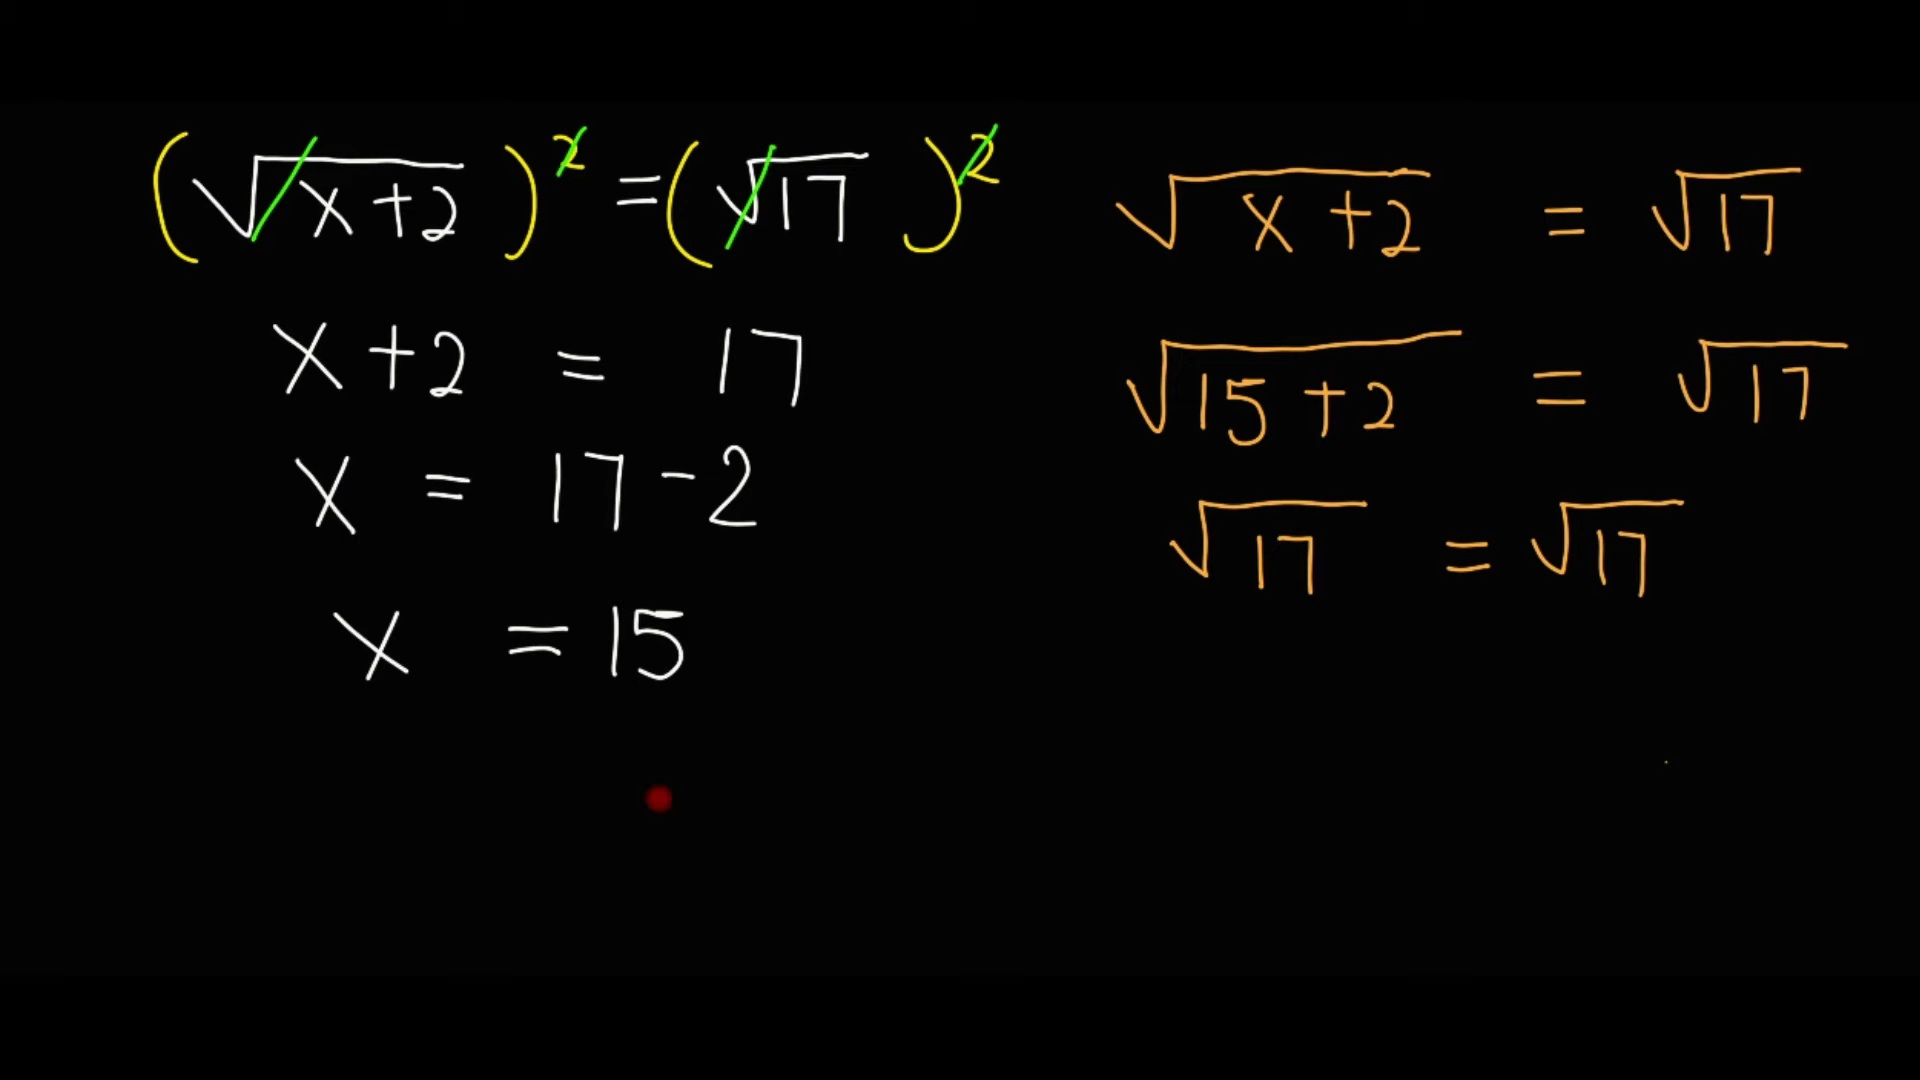 (√x+2)² = (√17)²
x+2 = 17
x = 17-2
x = 15
√x+2 = √17
√15+2 = √17
√17 = √17